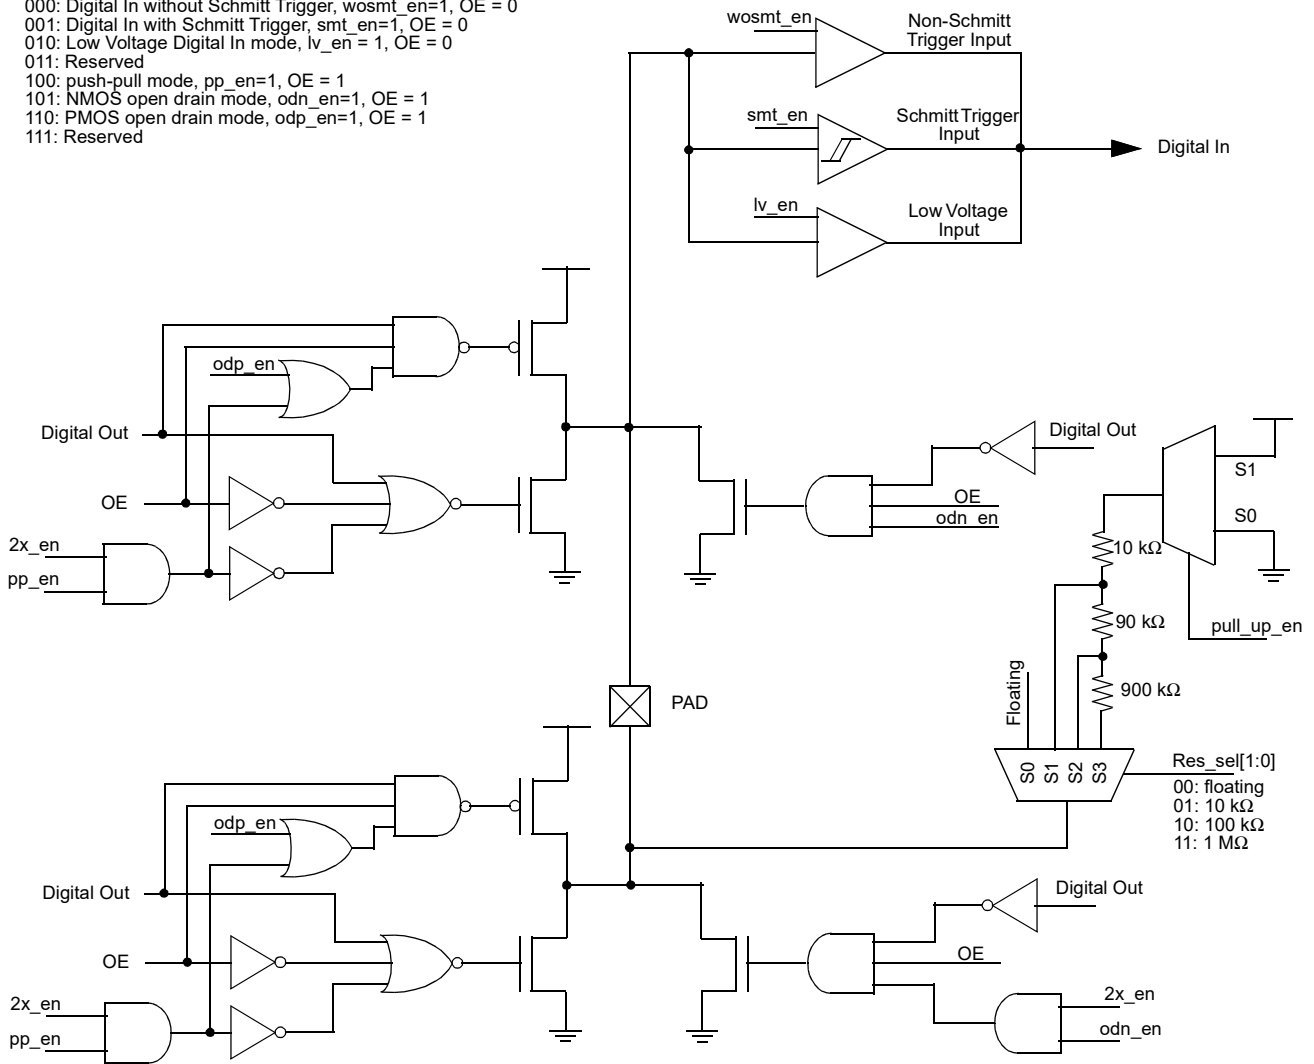 000: Digital In without Schmitt Trigger, wosmt_en=1, OE = 0
001: Digital In with Schmitt Trigger, smt_en=1, OE = 0
010: Low Voltage Digital In mode, lv_en = 1, OE = 0
011: Reserved
100: push-pull mode, pp_en=1, OE = 1
101: NMOS open drain mode, odn_en=1, OE = 1
110: PMOS open drain mode, odp_en=1, OE = 1
111: Reserved
wosmt_en
Non-Schmitt
Trigger Input
smt_en
Schmitt Trigger
Input
Digital In
lv_en
Low Voltage
Input
odp_en
Digital Out
OE
2x_en
pp_en
Digital Out
OE
odn_en
S1
S0
10 kΩ
90 kΩ
pull_up_en
900 kΩ
Floating
PAD
S0
S1
S2
S3
Res_sel[1:0]
00: floating
01: 10 kΩ
10: 100 kΩ
11: 1 MΩ
odp_en
Digital Out
OE
2x_en
pp_en
Digital Out
OE
2x_en
odn_en